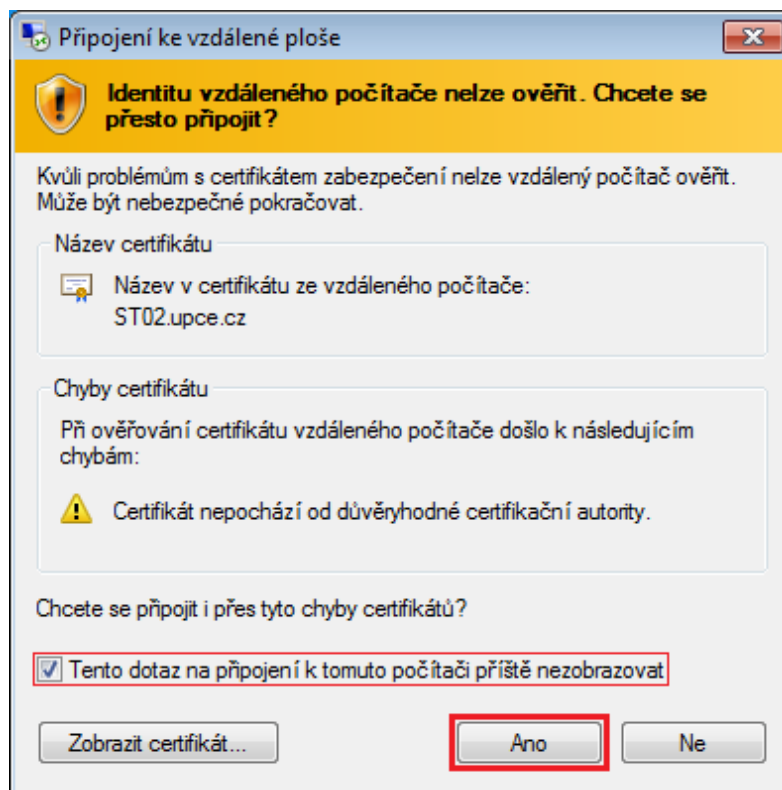 Připojení ke vzdálené ploše
Identitu vzdáleného počítače nelze ověřit. Chcete se
přesto připojit?
Kvůli problémům s certifikátem zabezpečení nelze vzdálený počítač ověřit.
Může být nebezpečné pokračovat.
Název certifikátu
Název v certifikátu ze vzdáleného počítače:
ST02.upce.cz
Chyby certifikátu
Při ověřování certifikátu vzdáleného počítače došlo k následujícím
chybám:
Certifikát nepochází od důvěryhodné certifikační autority.
Chcete se připojit i přes tyto chyby certifikátů?
Tento dotaz na připojení k tomuto počítači příště nezobrazovat
Zobrazit certifikát... Ano Ne